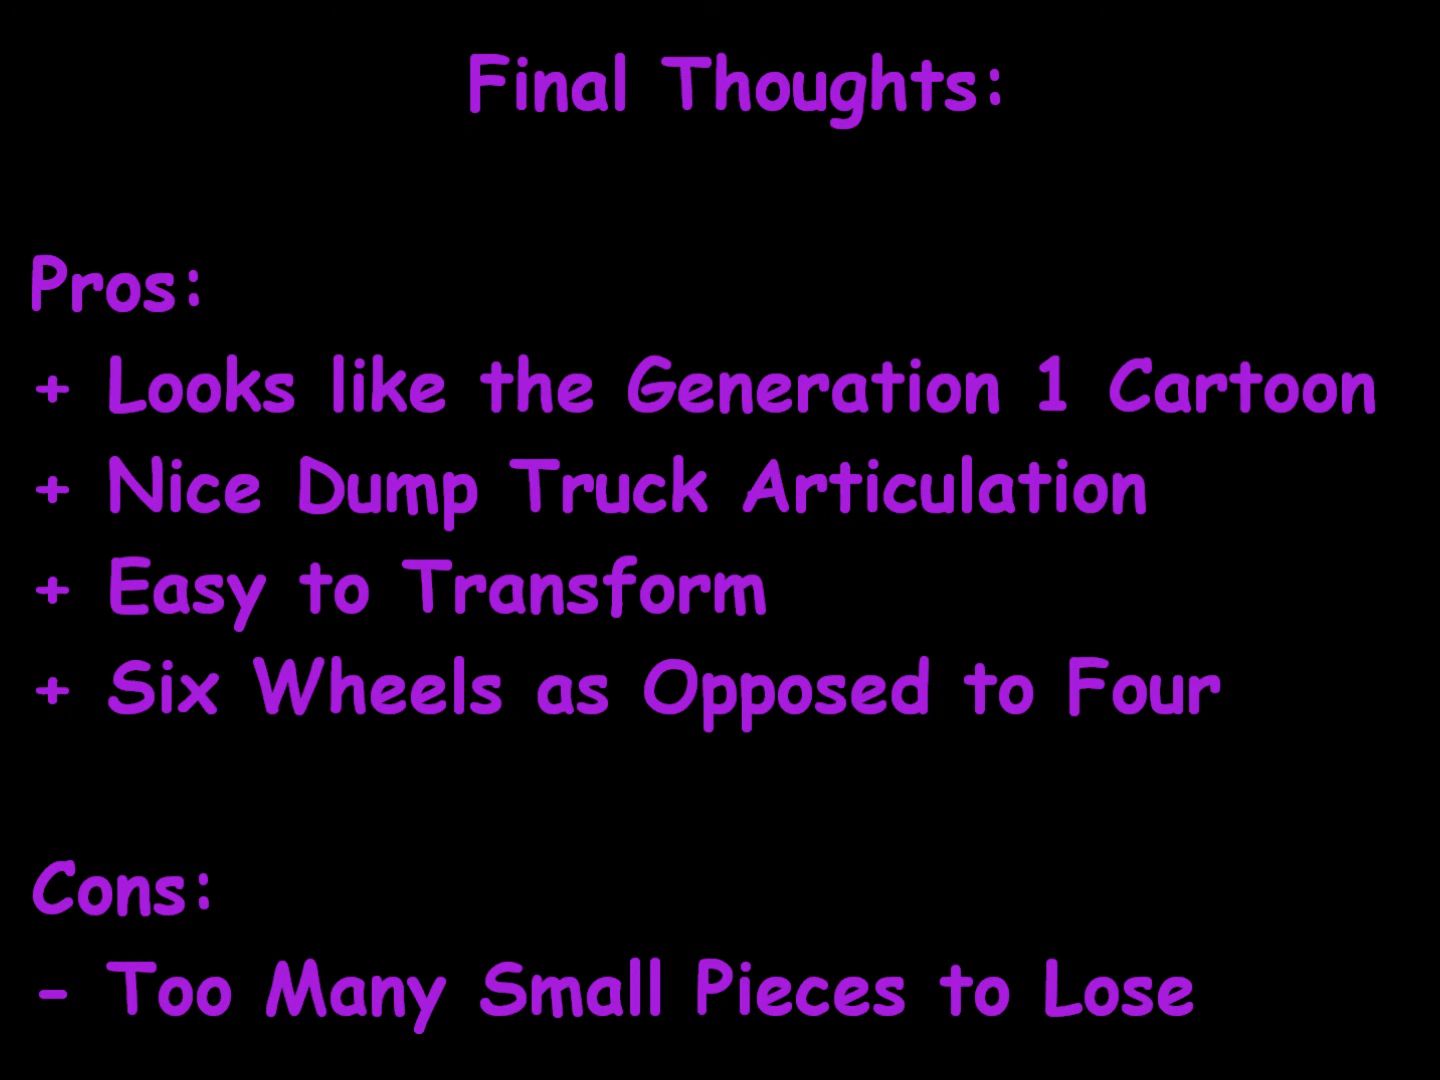 Final Thoughts:
Pros:
+ Looks like the Generation 1 Cartoon
+ Nice Dump Truck Articulation
+ Easy to Transform
+ Six Wheels as Opposed to Four
Cons:
- Too Many Small Pieces to Lose